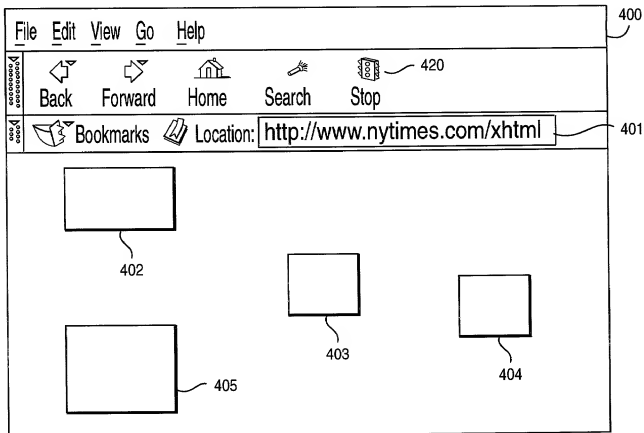 File Edit View Go Help
400
Back Forward Home Search Stop
420
Bookmarks Location: http://www.nytimes.com/xhtml
401
402
403
404
405